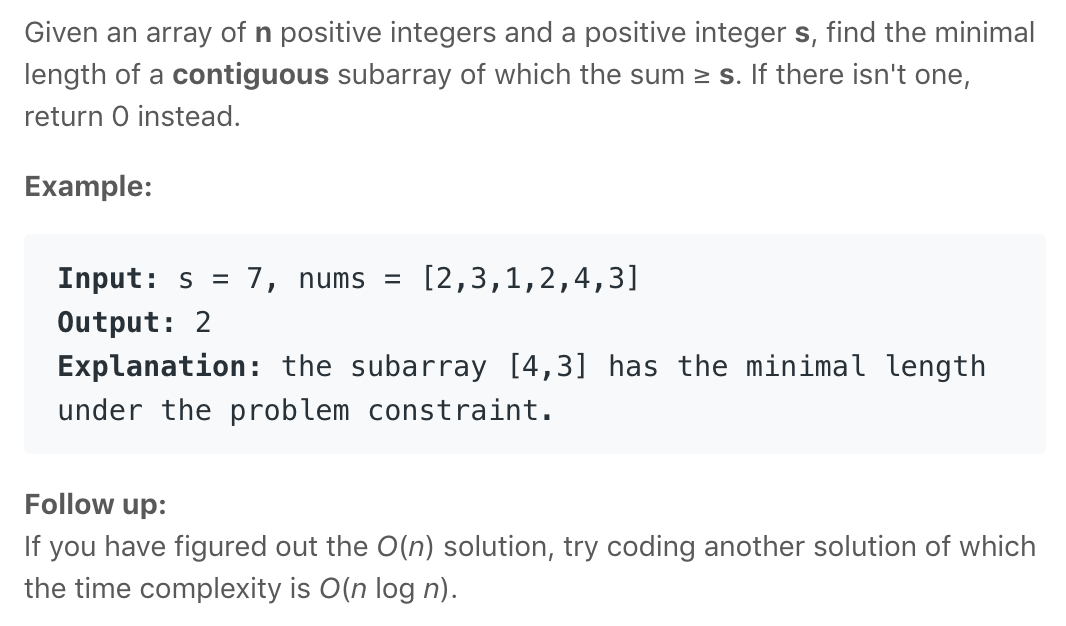 Given an array of n positive integers and a positive integer s, find the minimal
length of a contiguous subarray of which the sum ≥ s. If there isn't one,
return 0 instead.
Example:
Input: s = 7, nums = [2,3,1,2,4,3]
Output: 2
Explanation: the subarray [4,3] has the minimal length
under the problem constraint.
Follow up:
If you have figured out the O(n) solution, try coding another solution of which
the time complexity is O(n log n).